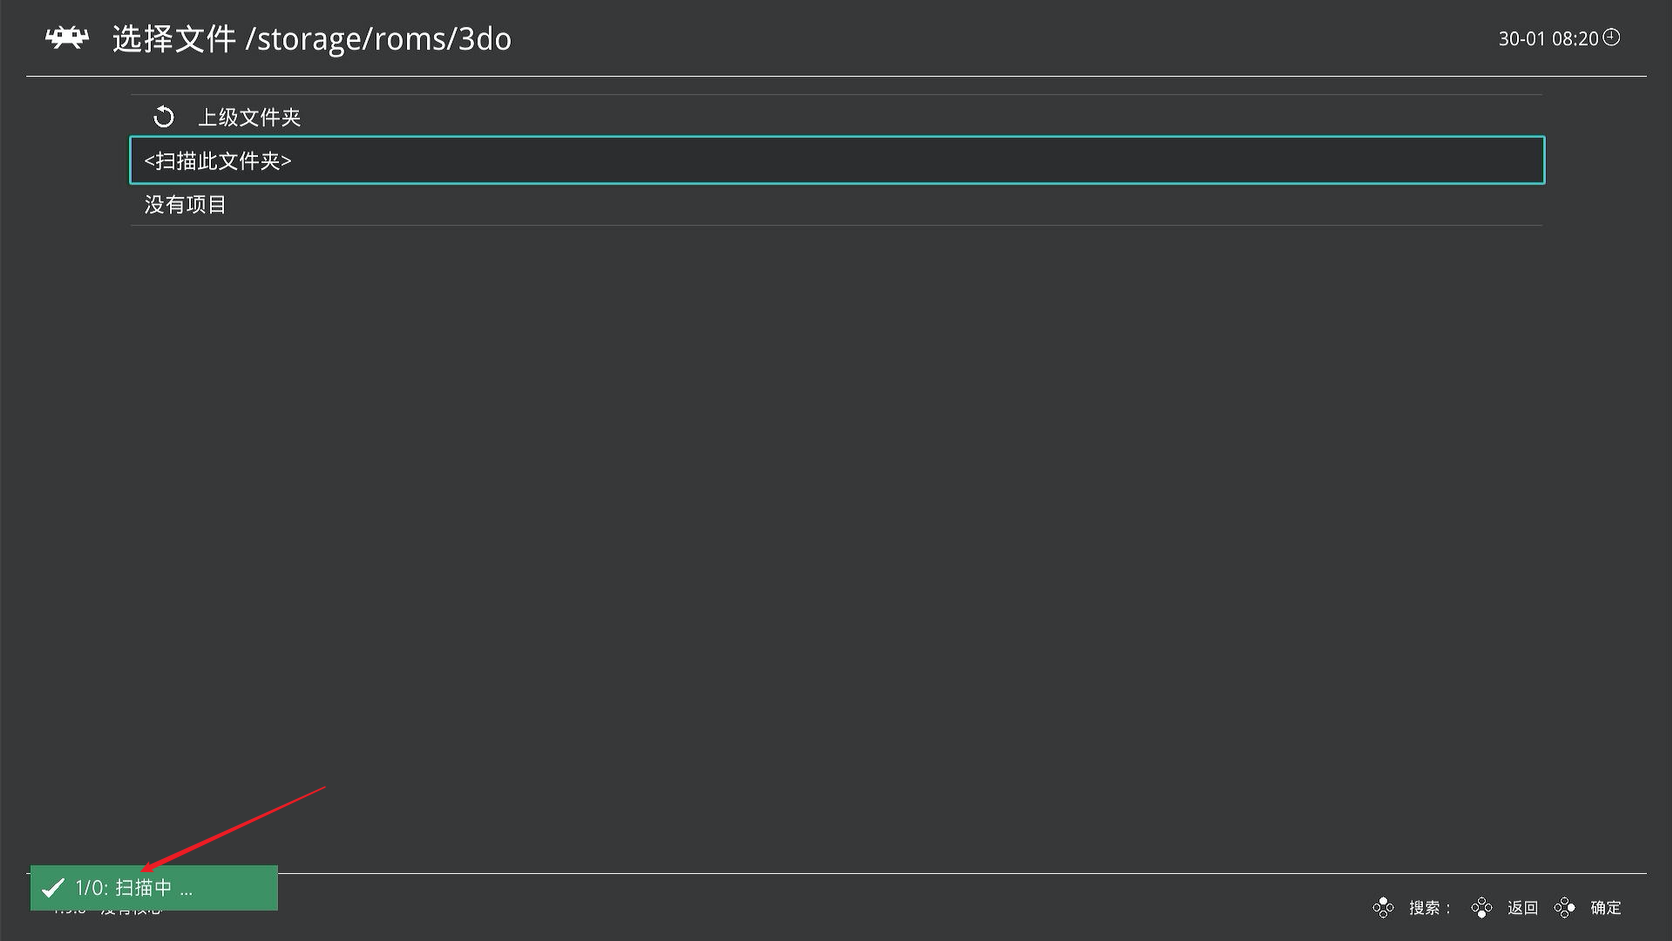 选择文件 /storage/roms/3do
30-01 08:20
上级文件夹
<扫描此文件夹>
没有项目
1/0: 扫描中 ...
搜索： 返回 确定